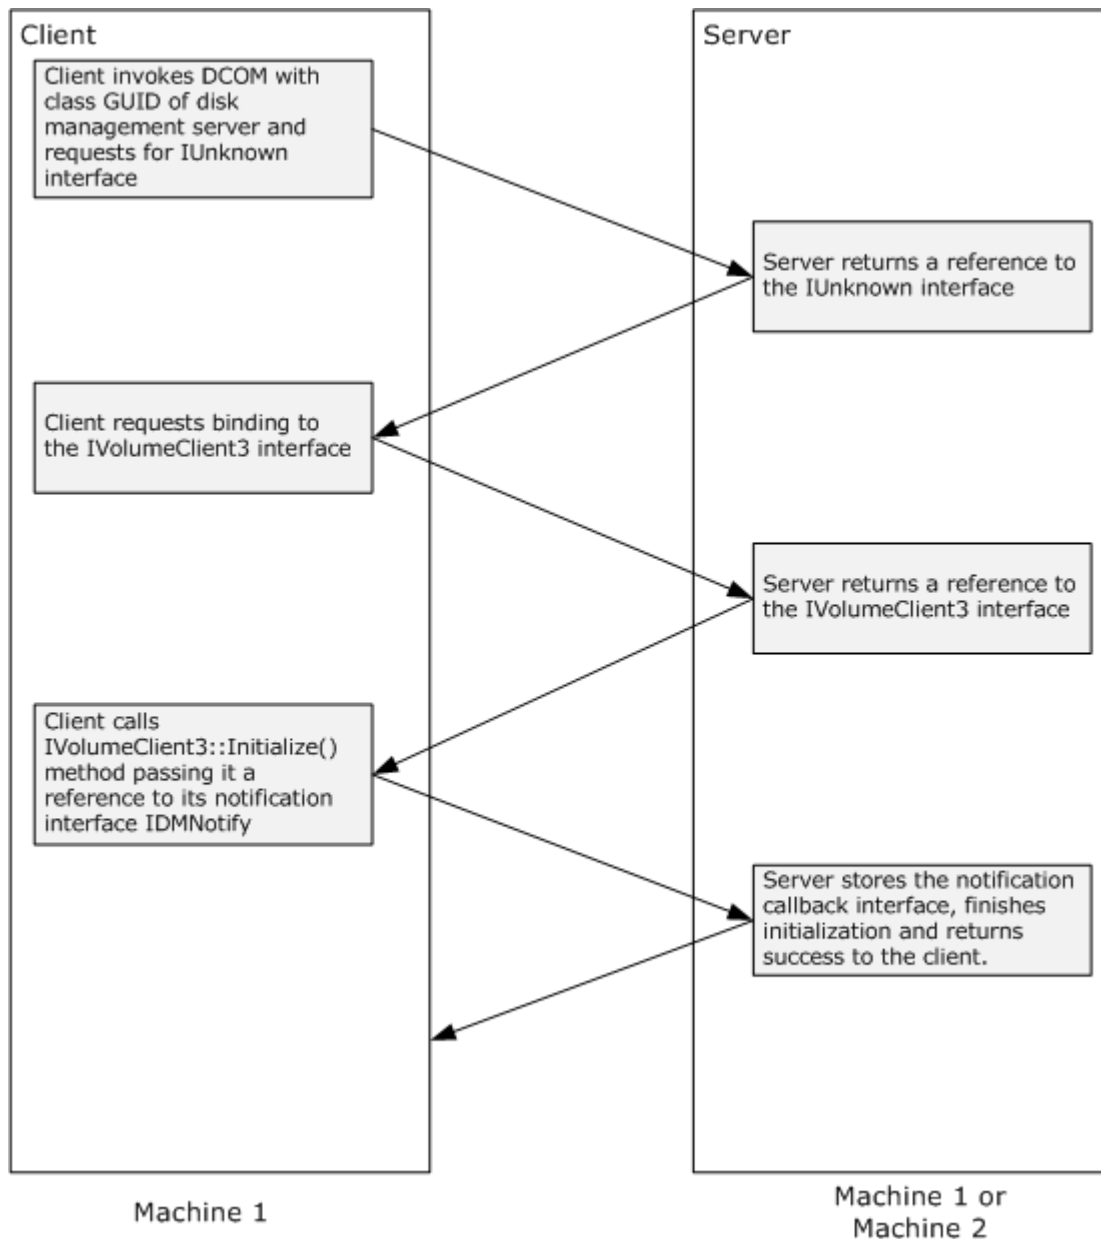 Client
Server
Client invokes DCOM with
class GUID of disk
management server and
requests for IUnknown
interface
Server returns a reference to
the IUnknown interface
Client requests binding to
the IVolumeClient3 interface
Server returns a reference to
the IVolumeClient3 interface
Client calls
IVolumeClient3::Initialize()
method passing it a
reference to its notification
interface IDMNotify
Server stores the notification
callback interface, finishes
initialization and returns
success to the client.
Machine 1
Machine 1 or
Machine 2